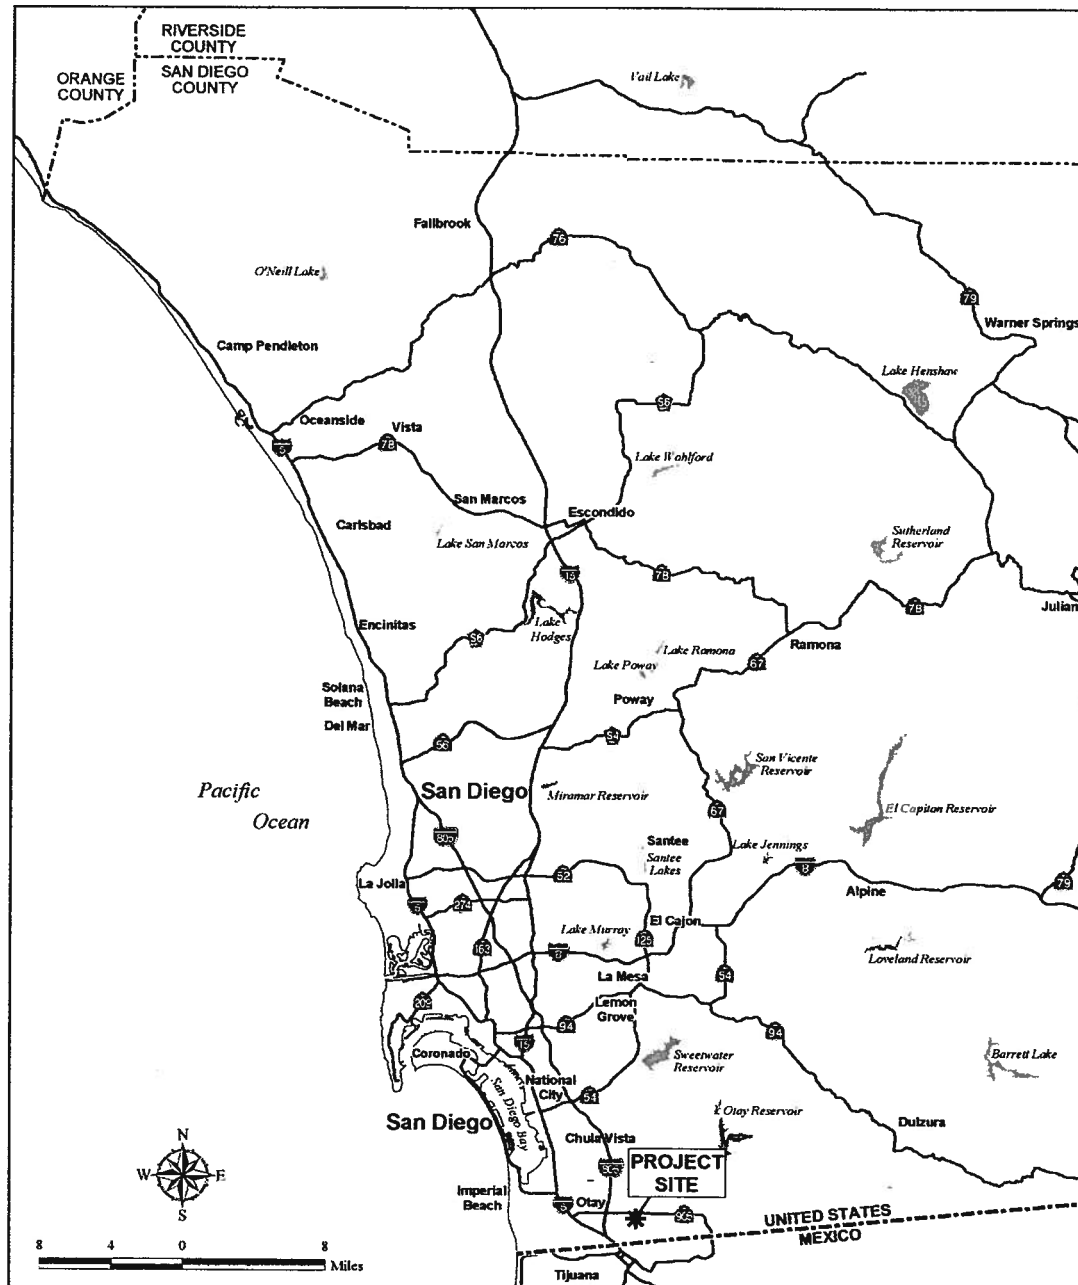 RIVERSIDE
COUNTY
SAN DIEGO
COUNTY
ORANGE
COUNTY
Vail Lake
Fallbrook
76
O'Neill Lake
79
Warner Springs
Camp Pendleton
Lake Henshaw
S6
Oceanside
Vista
5
78
Lake Wohlford
San Marcos
Escondido
Carlsbad
Lake San Marcos
Sutherland
Reservoir
15
78
78
Julian
Lake
Hodges
Encinitas
S6
Ramona
Lake Ramona
Lake Poway
67
Solana
Beach
Poway
Del Mar
56
S4
San Vicente
Reservoir
Pacific
Ocean
San Diego
Miramar Reservoir
El Capitan Reservoir
67
805
Santee
Santee
Lakes
Lake Jennings
8
52
La Jolla
Alpine
79
5
274
El Cajon
Lake Murray
125
163
8
Loveland Reservoir
La Mesa
54
209
Lemon
Grove
94
94
15
Coronado
Sweetwater
Reservoir
Barrett Lake
National
City
San Diego Bay
54
Otay Reservoir
San Diego
Dulzura
Chula Vista
N
W
E
S
805
PROJECT
SITE
Imperial
Beach
5
Otay
905
UNITED STATES
MEXICO
8
4
0
8
Miles
Tijuana